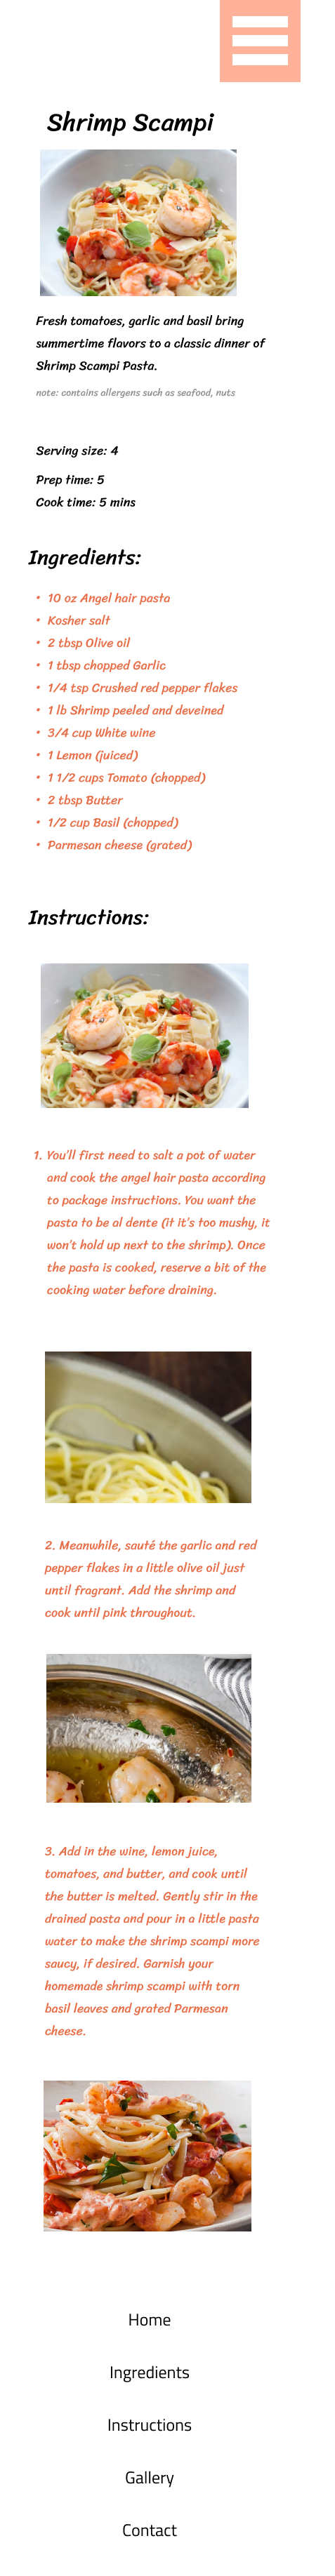 Shrimp Scampi
Fresh tomatoes, garlic and basil bring
summertime flavors to a classic dinner of
Shrimp Scampi Pasta.
note: contains allergens such as seafood, nuts
Serving size: 4
Prep time: 5
Cook time: 5 mins
Ingredients:
• 10 oz Angel hair pasta
• Kosher salt
• 2 tbsp Olive oil
• 1 tbsp chopped Garlic
• 1/4 tsp Crushed red pepper flakes
• 1 lb Shrimp peeled and deveined
• 3/4 cup White wine
• 1 Lemon (juiced)
• 1 1/2 cups Tomato (chopped)
• 2 tbsp Butter
• 1/2 cup Basil (chopped)
• Parmesan cheese (grated)
Instructions:
1. You'll first need to salt a pot of water
and cook the angel hair pasta according
to package instructions. You want the
pasta to be al dente (it it's too mushy, it
won't hold up next to the shrimp). Once
the pasta is cooked, reserve a bit of the
cooking water before draining.
2. Meanwhile, sauté the garlic and red
pepper flakes in a little olive oil just
until fragrant. Add the shrimp and
cook until pink throughout.
3. Add in the wine, lemon juice,
tomatoes, and butter, and cook until
the butter is melted. Gently stir in the
drained pasta and pour in a little pasta
water to make the shrimp scampi more
saucy, if desired. Garnish your
homemade shrimp scampi with torn
basil leaves and grated Parmesan
cheese.
Home
Ingredients
Instructions
Gallery
Contact